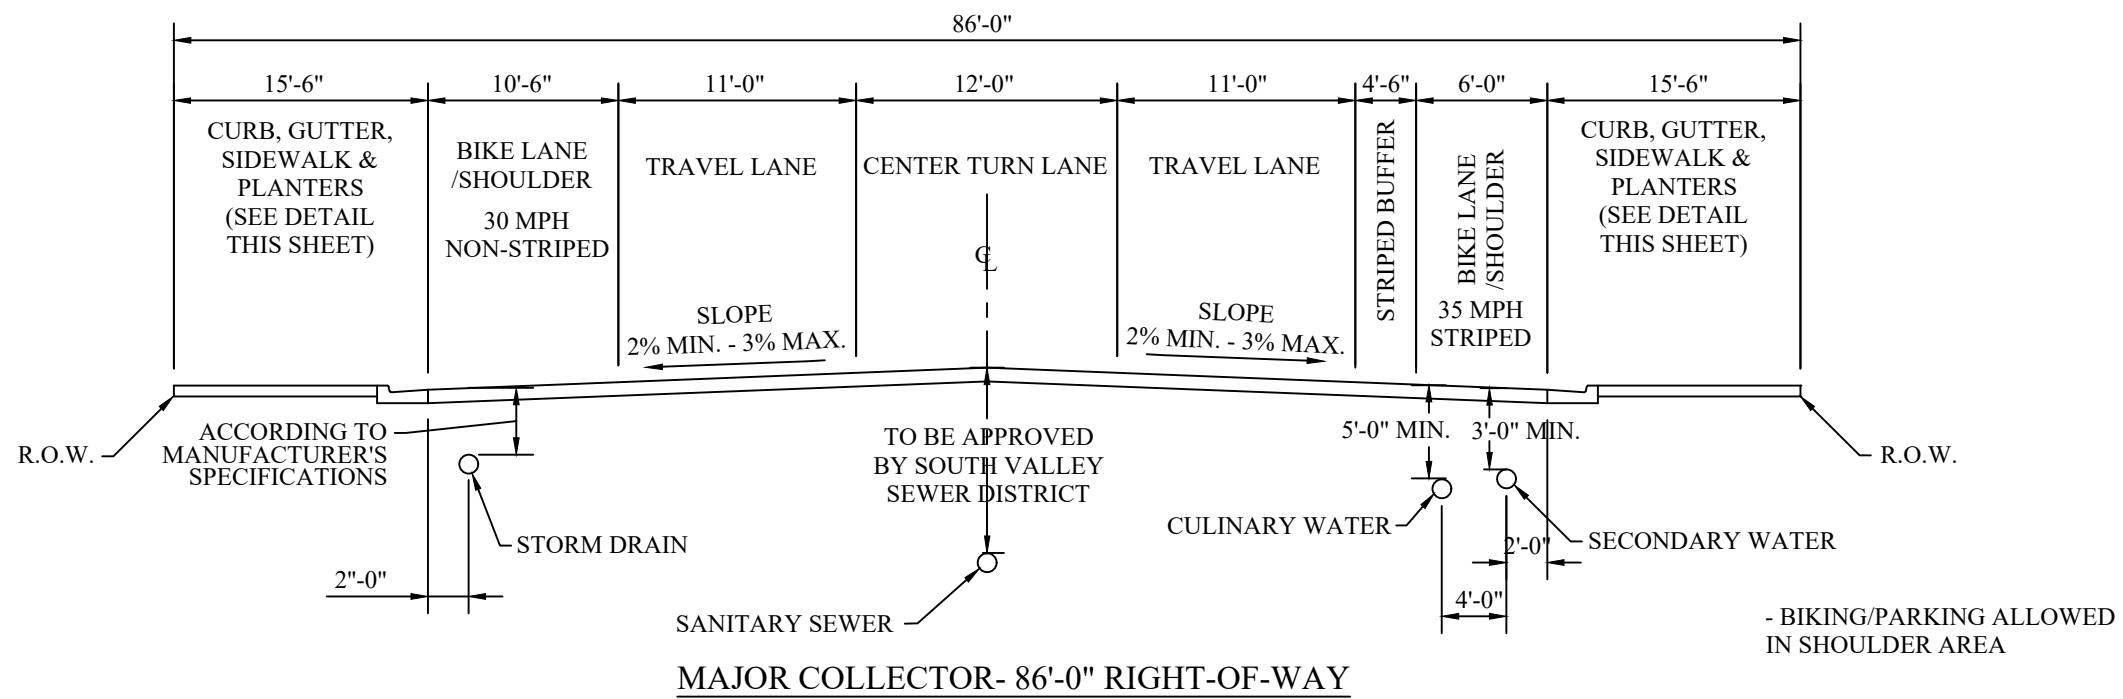 86'-0"
15'-6"
10'-6"
11'-0"
12'-0"
11'-0"
4'-6"
6'-0"
15'-6"
CURB, GUTTER,
SIDEWALK &
PLANTERS
(SEE DETAIL
THIS SHEET)
BIKE LANE
/SHOULDER
30 MPH
NON-STRIPED
TRAVEL LANE
CENTER TURN LANE
TRAVEL LANE
STRIPED BUFFER
BIKE LANE
/SHOULDER
35 MPH
STRIPED
CURB, GUTTER,
SIDEWALK &
PLANTERS
(SEE DETAIL
THIS SHEET)
CL
SLOPE
2% MIN. - 3% MAX.
SLOPE
2% MIN. - 3% MAX.
R.O.W.
ACCORDING TO
MANUFACTURER'S
SPECIFICATIONS
TO BE APPROVED
BY SOUTH VALLEY
SEWER DISTRICT
5'-0" MIN.
3'-0" MIN.
R.O.W.
STORM DRAIN
CULINARY WATER
SECONDARY WATER
2"-0"
2'-0"
4'-0"
SANITARY SEWER
- BIKING/PARKING ALLOWED
IN SHOULDER AREA
MAJOR COLLECTOR- 86'-0" RIGHT-OF-WAY